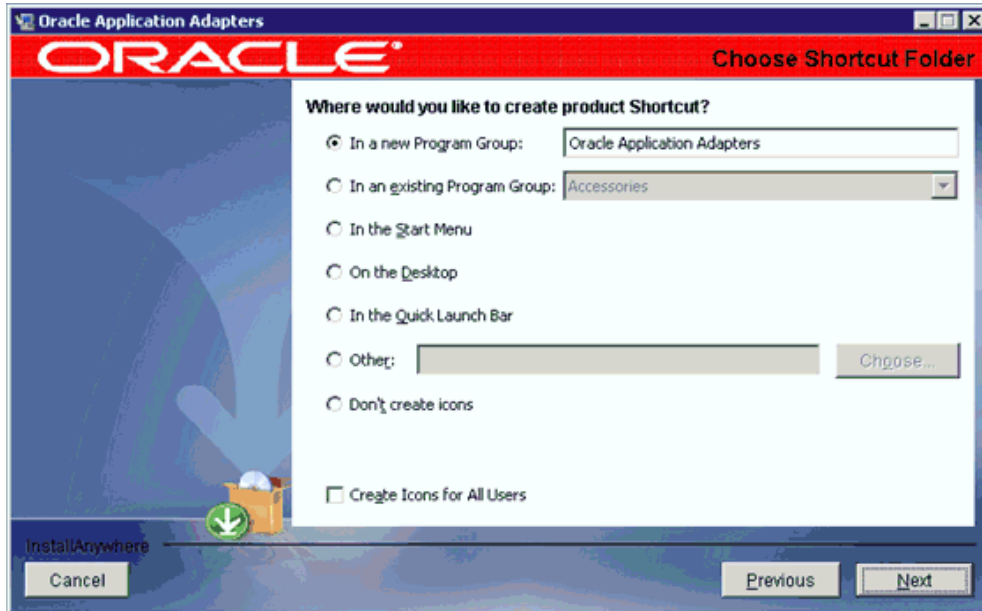 Oracle Application Adapters
ORACLE®
Choose Shortcut Folder
Where would you like to create product Shortcut?
In a new Program Group: Oracle Application Adapters
In an existing Program Group: Accessories
In the Start Menu
On the Desktop
In the Quick Launch Bar
Other: Choose...
Don't create icons
Create Icons for All Users
InstallAnywhere
Cancel Previous Next